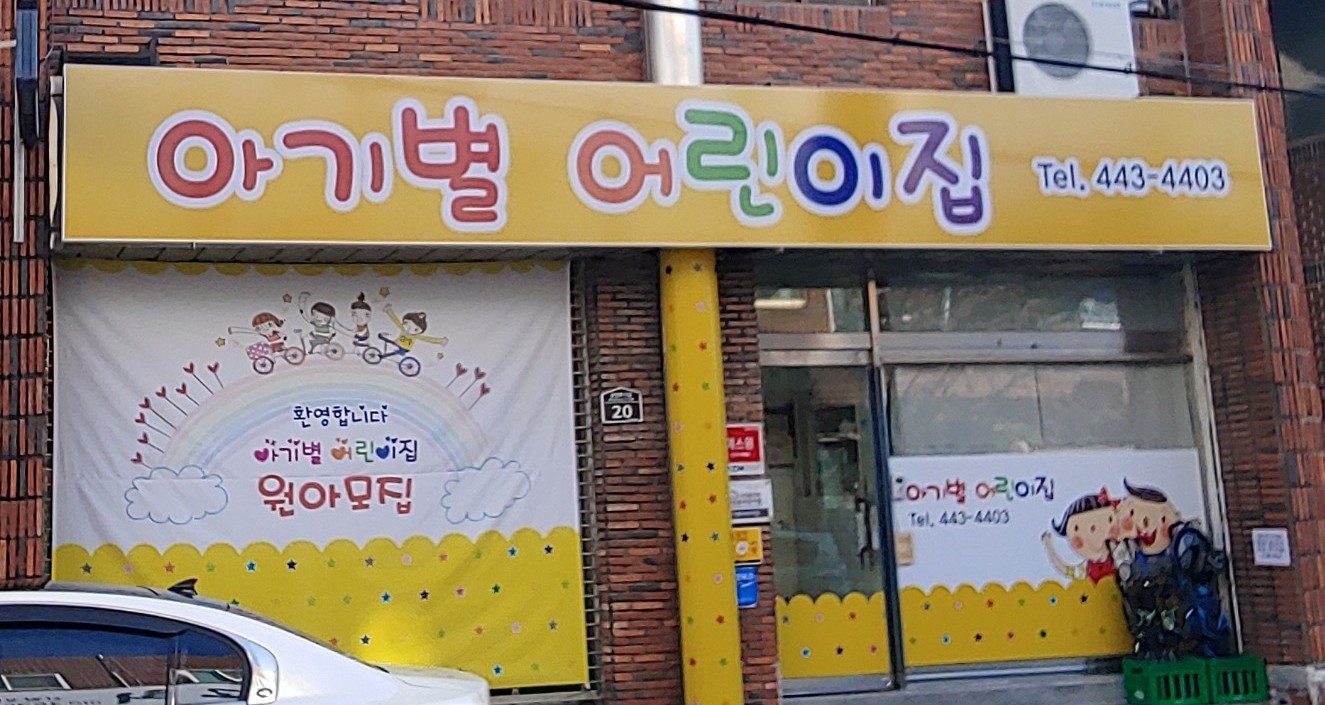 아기별 어린이집 Tel. 443-4403
환영합니다
아기별 어린이집
원아모집
20
아기별 어린이집
Tel. 443-4403